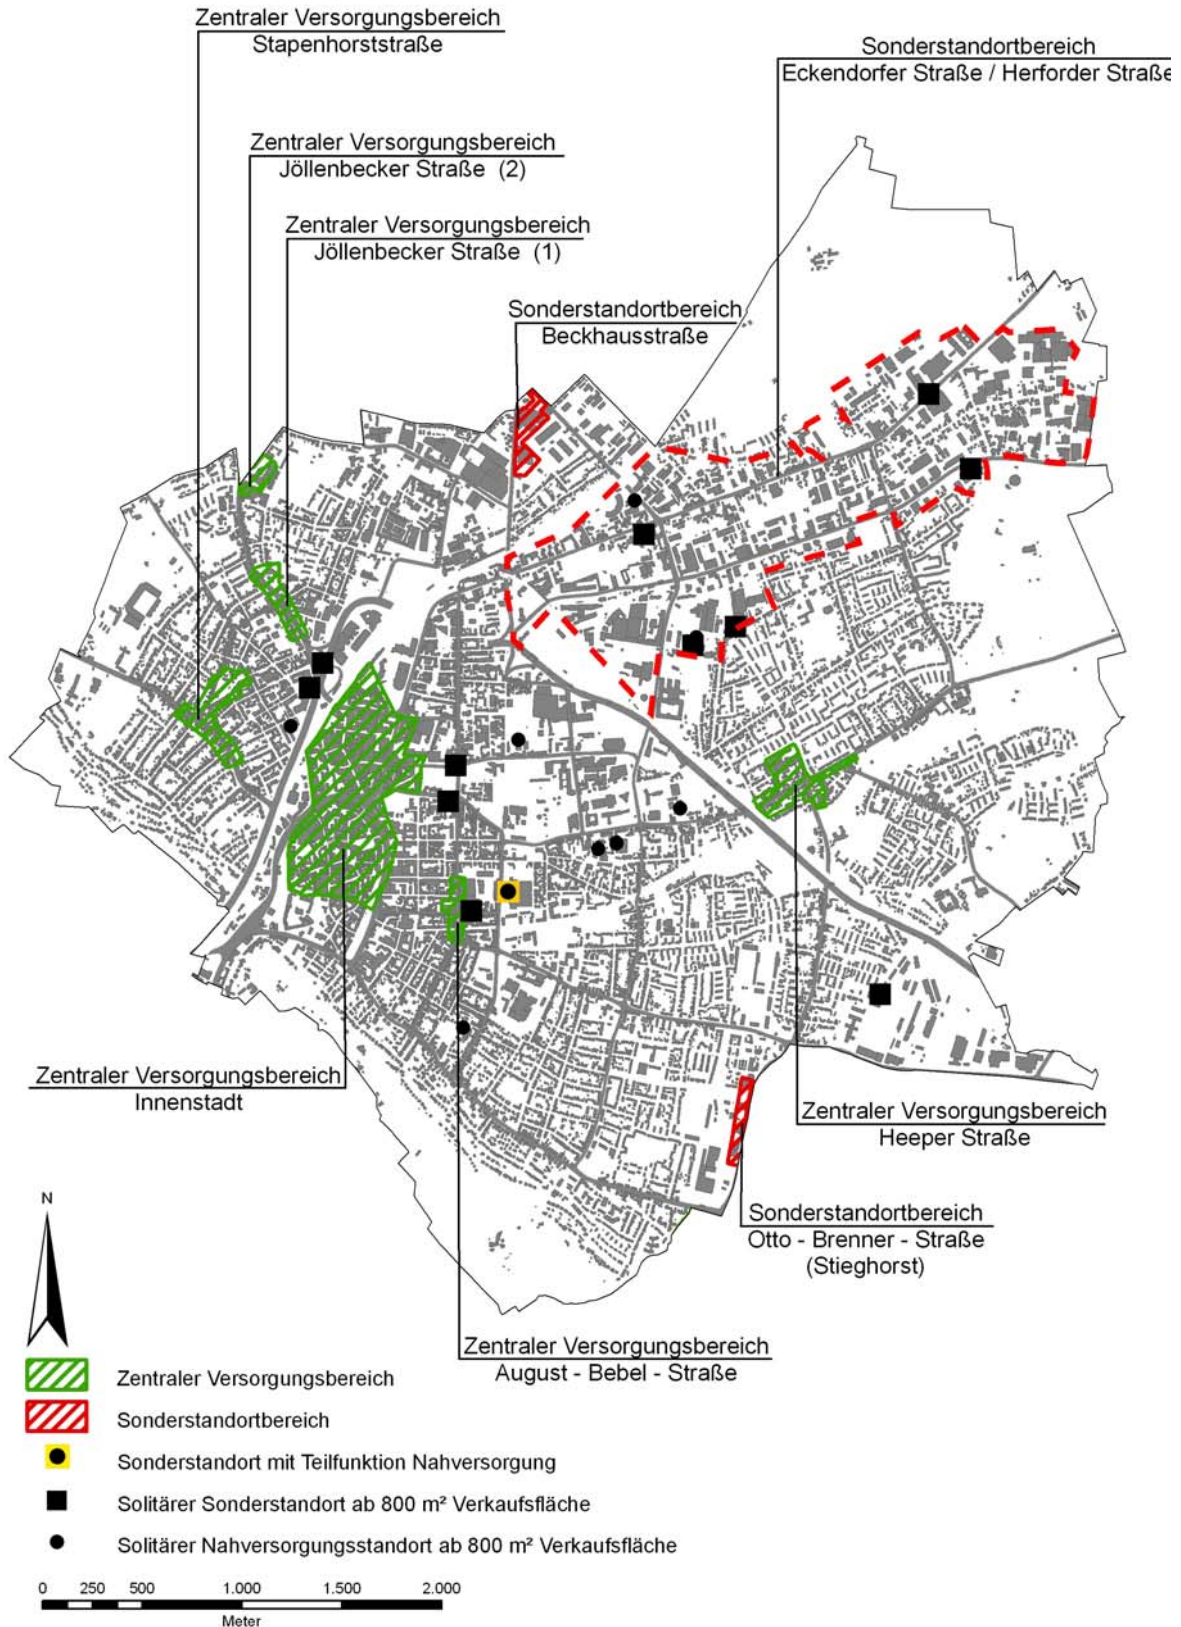 Zentraler Versorgungsbereich
Stapenhorststraße
Sonderstandortbereich
Eckendorfer Straße / Herforder Straße
Zentraler Versorgungsbereich
Jöllenbecker Straße (2)
Zentraler Versorgungsbereich
Jöllenbecker Straße (1)
Sonderstandortbereich
Beckhausstraße
Zentraler Versorgungsbereich
Innenstadt
Zentraler Versorgungsbereich
Heeper Straße
Sonderstandortbereich
Otto - Brenner - Straße
(Stieghorst)
Zentraler Versorgungsbereich
August - Bebel - Straße
N
Zentraler Versorgungsbereich
Sonderstandortbereich
Sonderstandort mit Teilfunktion Nahversorgung
Solitärer Sonderstandort ab 800 m² Verkaufsfläche
Solitärer Nahversorgungsstandort ab 800 m² Verkaufsfläche
0 250 500 1.000 1.500 2.000
Meter